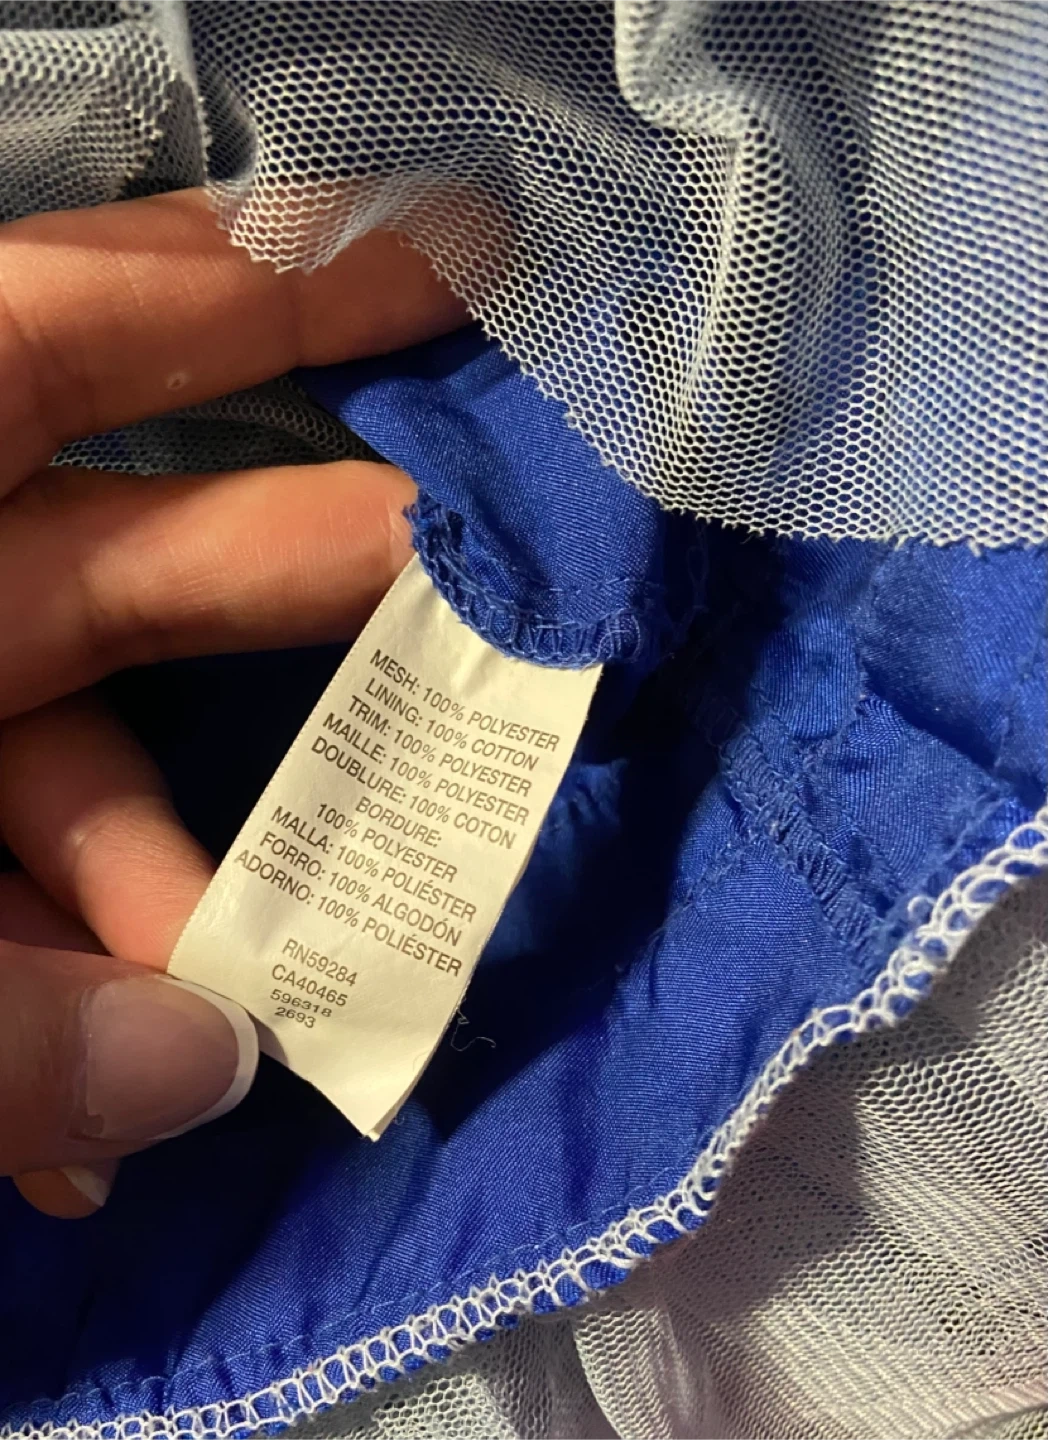 MESH: 100% POLYESTER
LINING: 100% COTTON
TRIM: 100% POLYESTER
MAILLE: 100% POLYESTER
DOUBLURE: 100% COTON
BORDURE:
100% POLYESTER
MALLA: 100% POLIÉSTER
FORRO: 100% ALGODÓN
ADORNO: 100% POLIÉSTER
RN59284
CA40465
596318
2693